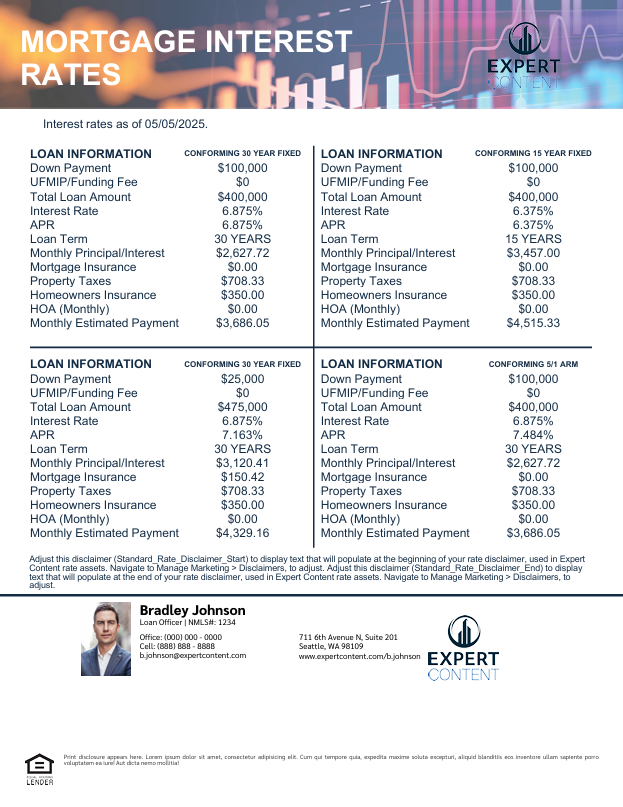 MORTGAGE INTEREST
RATES
EXPERT
CONTENT
Interest rates as of 05/05/2025.
LOAN INFORMATION CONFORMING 30 YEAR FIXED
Down Payment $100,000
UFMIP/Funding Fee $0
Total Loan Amount $400,000
Interest Rate 6.875%
APR 6.875%
Loan Term 30 YEARS
Monthly Principal/Interest $2,627.72
Mortgage Insurance $0.00
Property Taxes $708.33
Homeowners Insurance $350.00
HOA (Monthly) $0.00
Monthly Estimated Payment $3,686.05
LOAN INFORMATION CONFORMING 15 YEAR FIXED
Down Payment $100,000
UFMIP/Funding Fee $0
Total Loan Amount $400,000
Interest Rate 6.375%
APR 6.375%
Loan Term 15 YEARS
Monthly Principal/Interest $3,457.00
Mortgage Insurance $0.00
Property Taxes $708.33
Homeowners Insurance $350.00
HOA (Monthly) $0.00
Monthly Estimated Payment $4,515.33
LOAN INFORMATION CONFORMING 30 YEAR FIXED
Down Payment $25,000
UFMIP/Funding Fee $0
Total Loan Amount $475,000
Interest Rate 6.875%
APR 7.163%
Loan Term 30 YEARS
Monthly Principal/Interest $3,120.41
Mortgage Insurance $150.42
Property Taxes $708.33
Homeowners Insurance $350.00
HOA (Monthly) $0.00
Monthly Estimated Payment $4,329.16
LOAN INFORMATION CONFORMING 5/1 ARM
Down Payment $100,000
UFMIP/Funding Fee $0
Total Loan Amount $400,000
Interest Rate 6.875%
APR 7.484%
Loan Term 30 YEARS
Monthly Principal/Interest $2,627.72
Mortgage Insurance $0.00
Property Taxes $708.33
Homeowners Insurance $350.00
HOA (Monthly) $0.00
Monthly Estimated Payment $3,686.05
Adjust this disclaimer (Standard_Rate_Disclaimer_Start) to display text that will populate at the beginning of your rate disclaimer, used in Expert
Content rate assets. Navigate to Manage Marketing > Disclaimers, to adjust. Adjust this disclaimer (Standard_Rate_Disclaimer_End) to display
text that will populate at the end of your rate disclaimer, used in Expert Content rate assets. Navigate to Manage Marketing > Disclaimers, to
adjust.
Bradley Johnson
Loan Officer | NMLS#: 1234
Office: (000) 000 - 0000
Cell: (888) 888 - 8888
b.johnson@expertcontent.com
711 6th Avenue N, Suite 201
Seattle, WA 98109
www.expertcontent.com/b.johnson
EXPERT
CONTENT
EQUAL HOUSING
LENDER
Print disclosure appears here. Lorem ipsum dolor sit amet, consectetur adipisicing elit. Cum qui tempore quia, expedita maxime soluta excepturi, aliquid blanditiis eos inventore ullam sapiente porro
voluptatem ea iure! Aut dicta nemo mollitia!